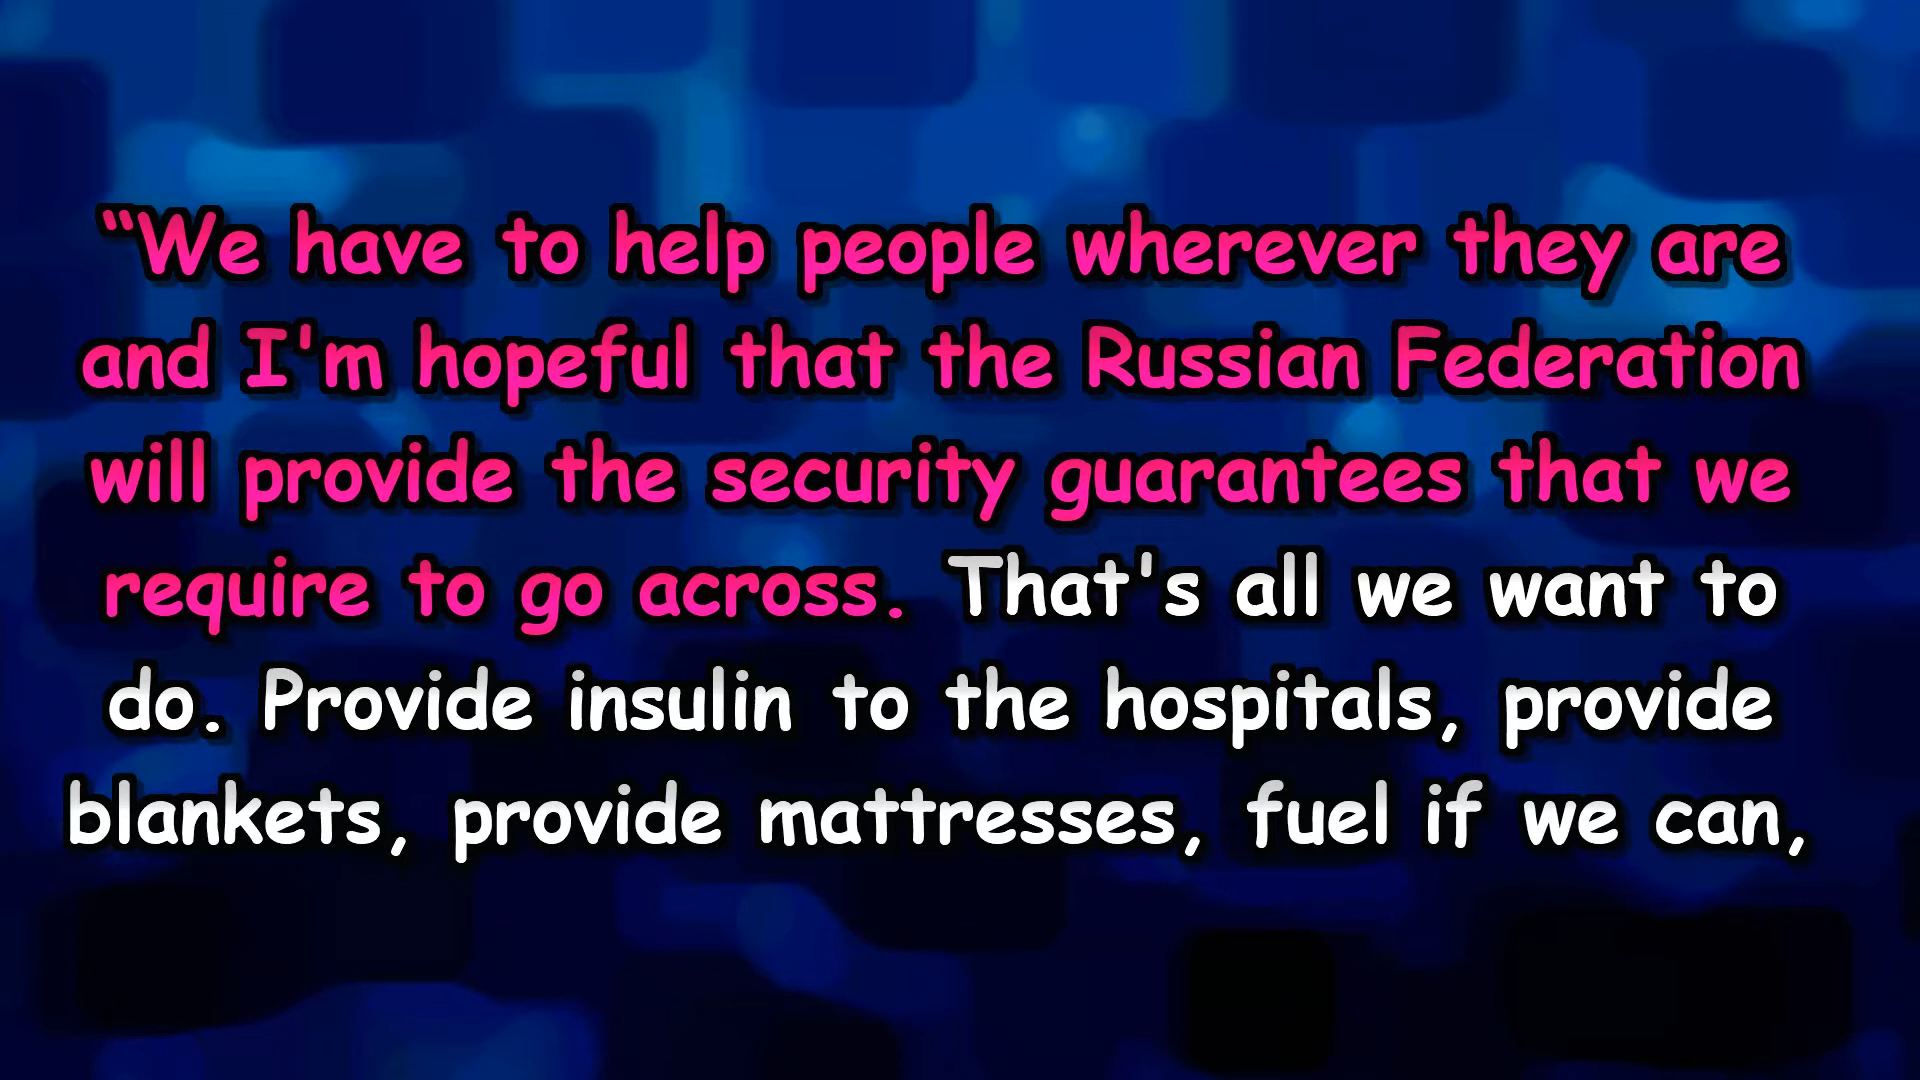 “We have to help people wherever they are
and I'm hopeful that the Russian Federation
will provide the security guarantees that we
require to go across. That's all we want to
do. Provide insulin to the hospitals, provide
blankets, provide mattresses, fuel if we can,